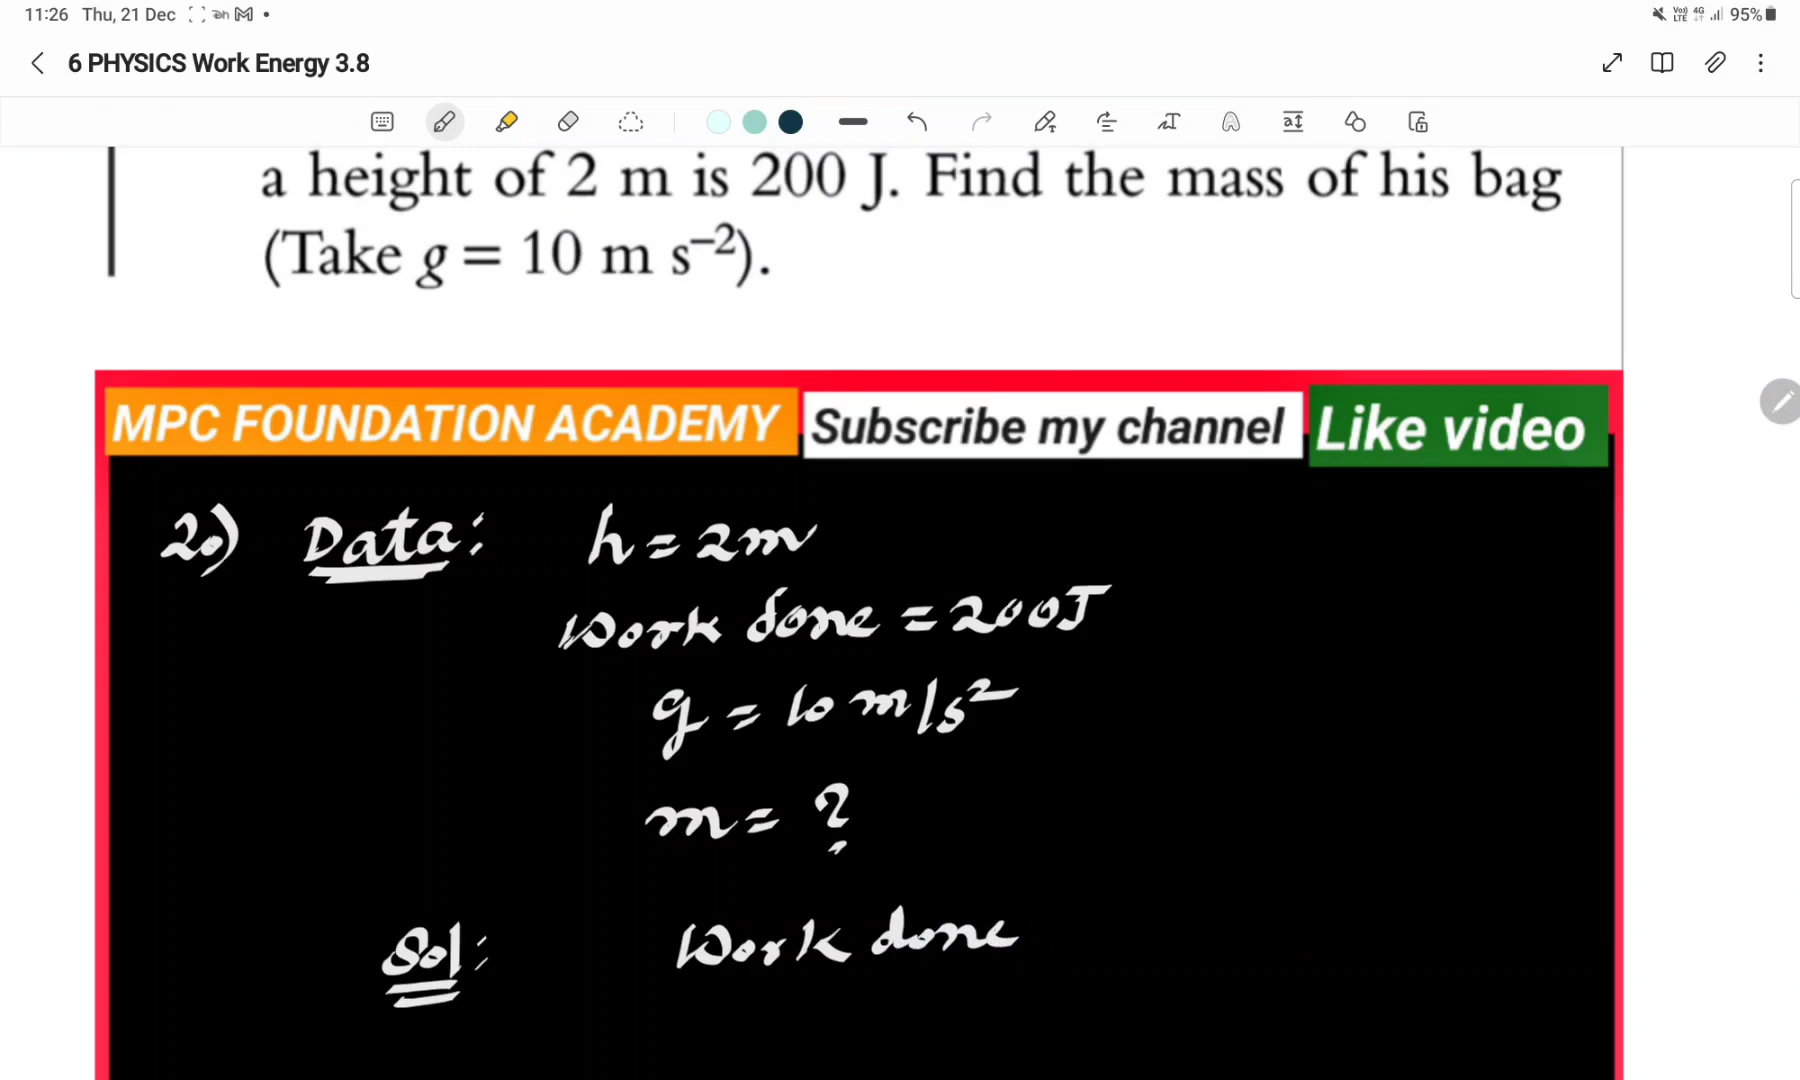 11:26 Thu, 21 Dec
95%
6 PHYSICS Work Energy 3.8
a height of 2 m is 200 J. Find the mass of his bag
(Take g = 10 m s⁻²).
MPC FOUNDATION ACADEMY Subscribe my channel Like video
2.) Data: h = 2m
Work done = 200J
g = 10 m/s²
m = ?
Sol: Work done